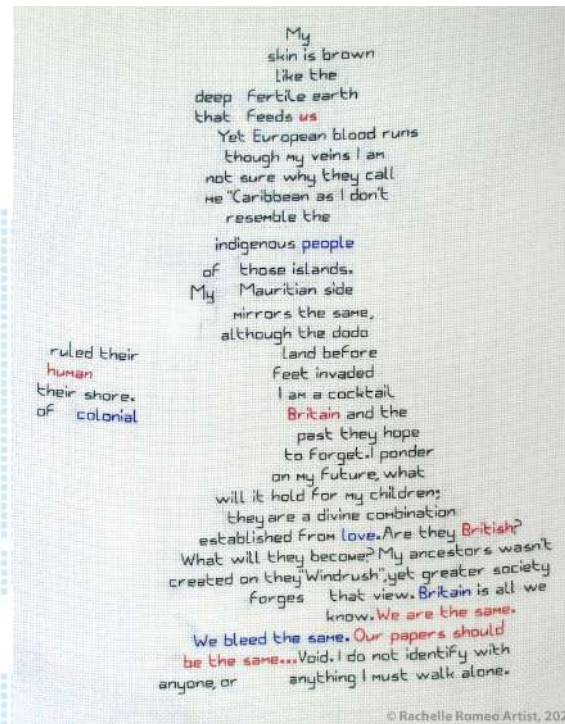 My
skin is brown
like the
deep fertile earth
that feeds us
Yet European blood runs
though my veins I am
not sure why they call
me "Caribbean as I don't
resemble the
indigenous people
of those islands.
My Mauritian side
mirrors the same,
although the dodo
ruled their land before
human feet invaded
their shore. I am a cocktail
of colonial Britain and the
past they hope
to forget. I ponder
on my future, what
will it hold for my children;
they are a divine combination
established from love. Are they British?
What will they become? My ancestors wasn't
created on they "Windrush", yet greater society
forges that view. Britain is all we
know. We are the same.
We bleed the same. Our papers should
be the same... Void. I do not identify with
anyone, or anything I must walk alone.
© Rachelle Romeo Artist, 202